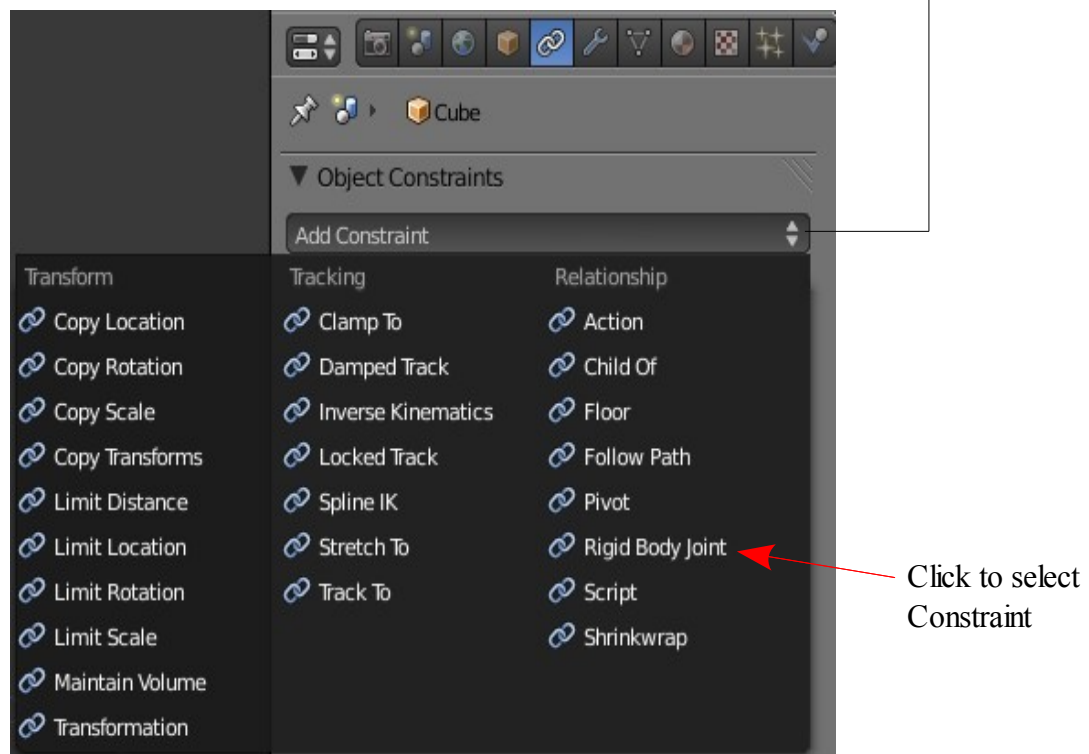 Cube
Object Constraints
Add Constraint
Transform
Copy Location
Copy Rotation
Copy Scale
Copy Transforms
Limit Distance
Limit Location
Limit Rotation
Limit Scale
Maintain Volume
Transformation
Tracking
Clamp To
Damped Track
Inverse Kinematics
Locked Track
Spline IK
Stretch To
Track To
Relationship
Action
Child Of
Floor
Follow Path
Pivot
Rigid Body Joint
Script
Shrinkwrap
Click to select
Constraint